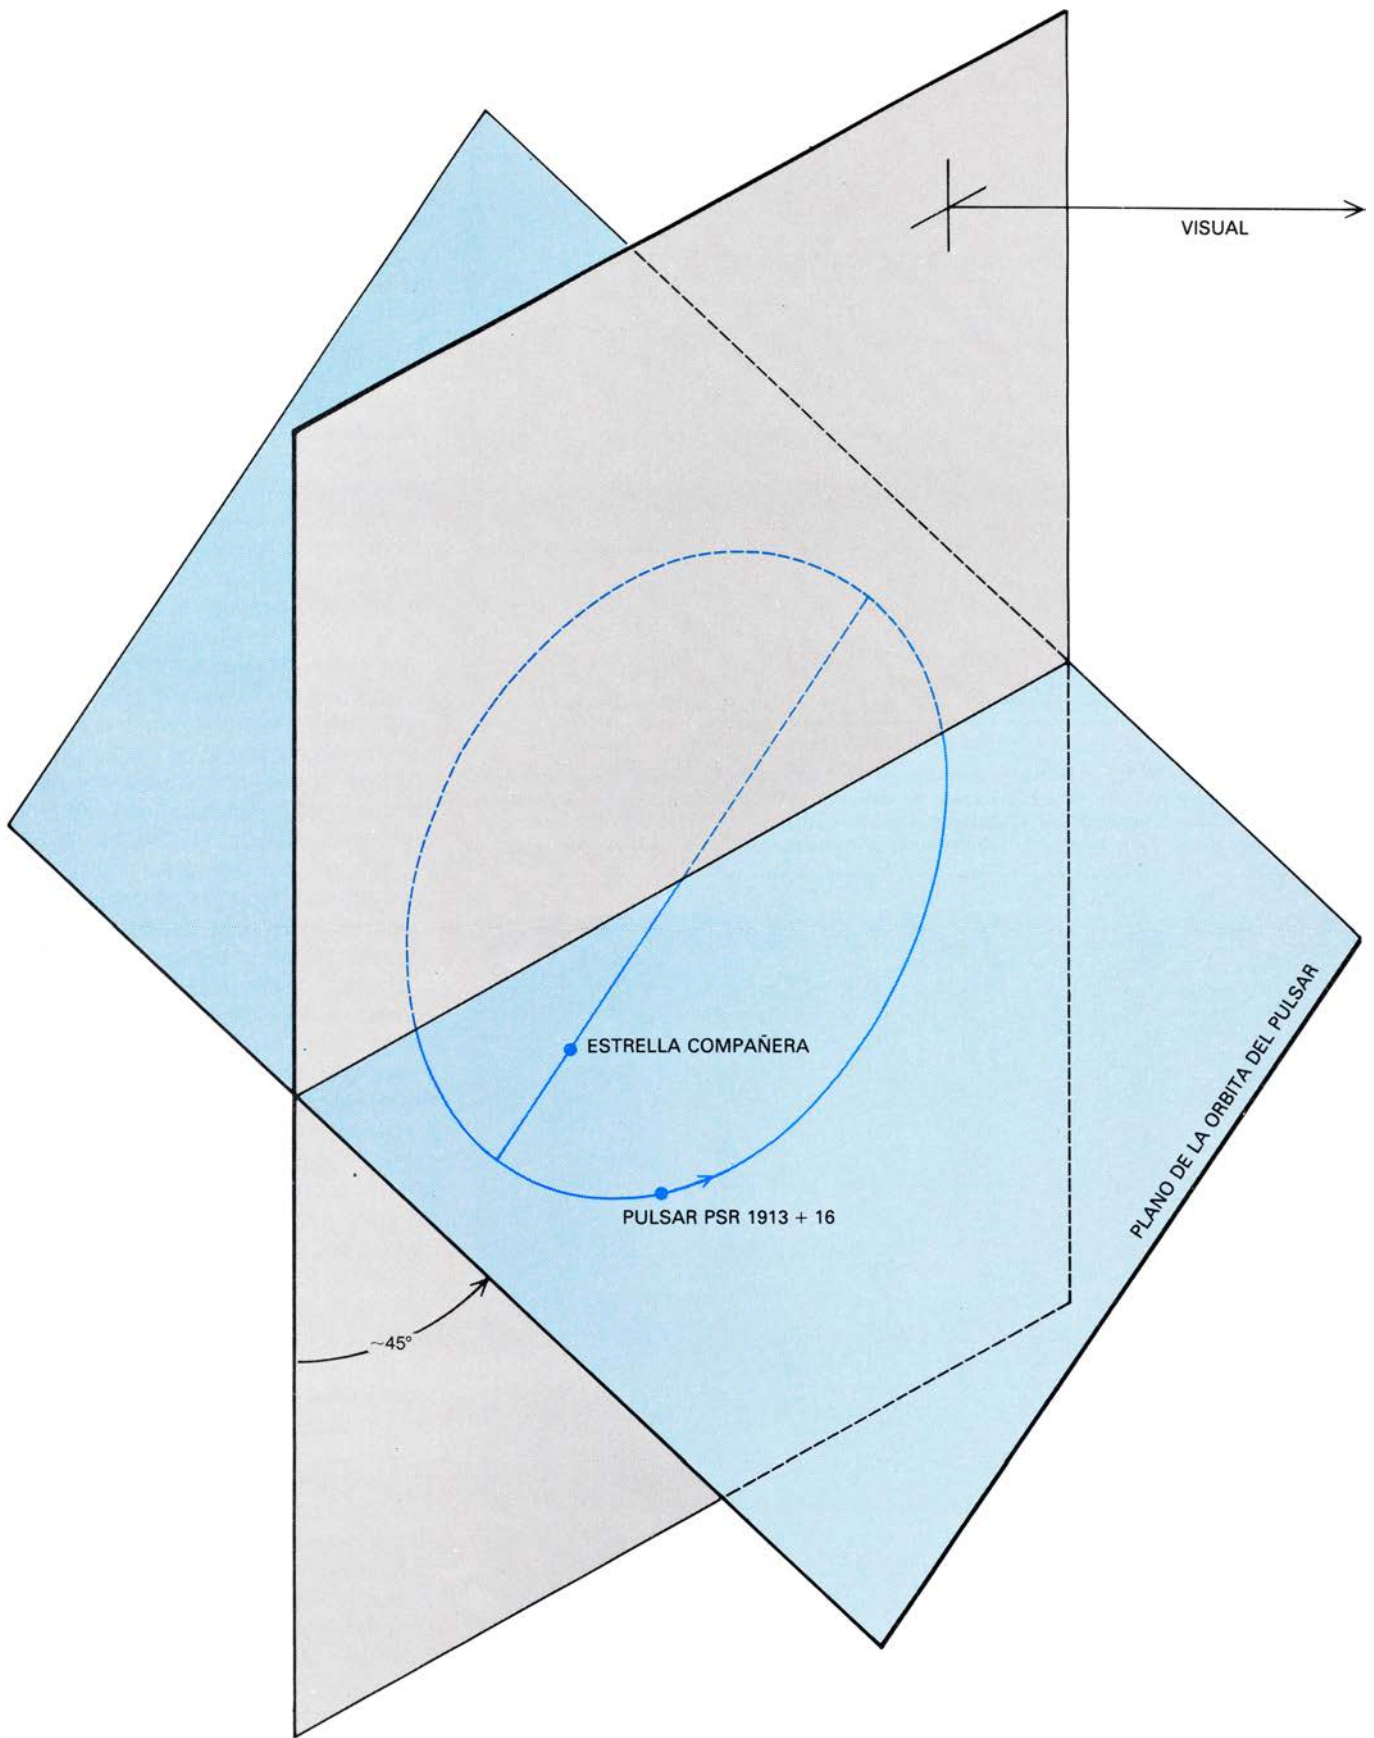 VISUAL
ESTRELLA COMPAÑERA
PLANO DE LA ORBITA DEL PULSAR
PULSAR PSR 1913 + 16
~45°